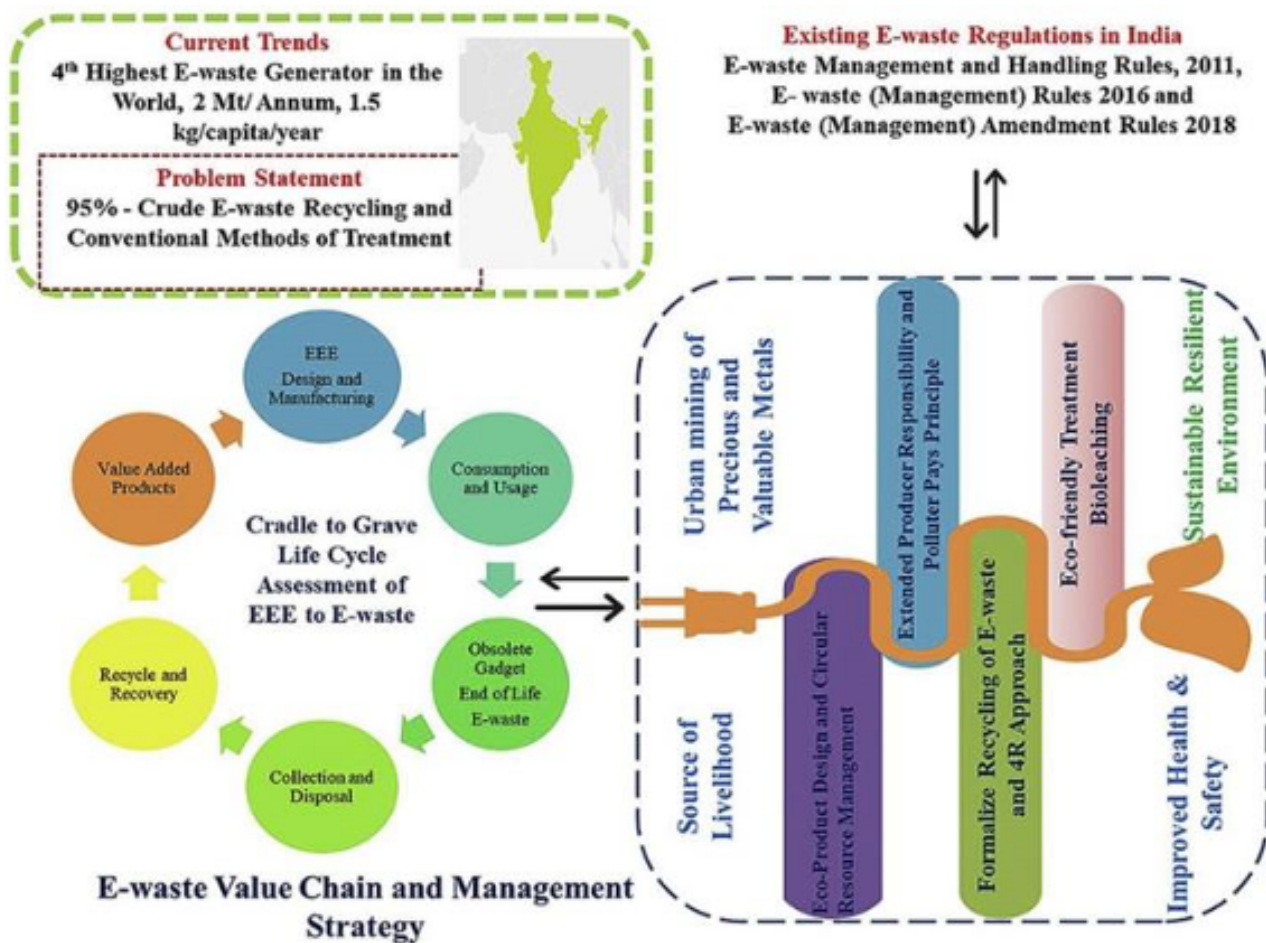 Current Trends
4th Highest E-waste Generator in the
World, 2 Mt/ Annum, 1.5
kg/capita/year
Problem Statement
95% - Crude E-waste Recycling and
Conventional Methods of Treatment
Existing E-waste Regulations in India
E-waste Management and Handling Rules, 2011,
E- waste (Management) Rules 2016 and
E-waste (Management) Amendment Rules 2018
EEE
Design and
Manufacturing
Consumption
and Usage
Obsolete
Gadget
End of Life
E-waste
Collection and
Disposal
Recycle and
Recovery
Value Added
Products
Cradle to Grave
Life Cycle
Assessment of
EEE to E-waste
E-waste Value Chain and Management
Strategy
Urban mining of
Precious and
Valuable Metals
Source of
Livelihood
Eco-Product Design and Circular
Resource Management
Extended Producer Responsibility and
Polluter Pays Principle
Formalize Recycling of E-waste
and 4R Approach
Eco-friendly Treatment
Bioleaching
Sustainable Resilient
Environment
Improved Health &
Safety